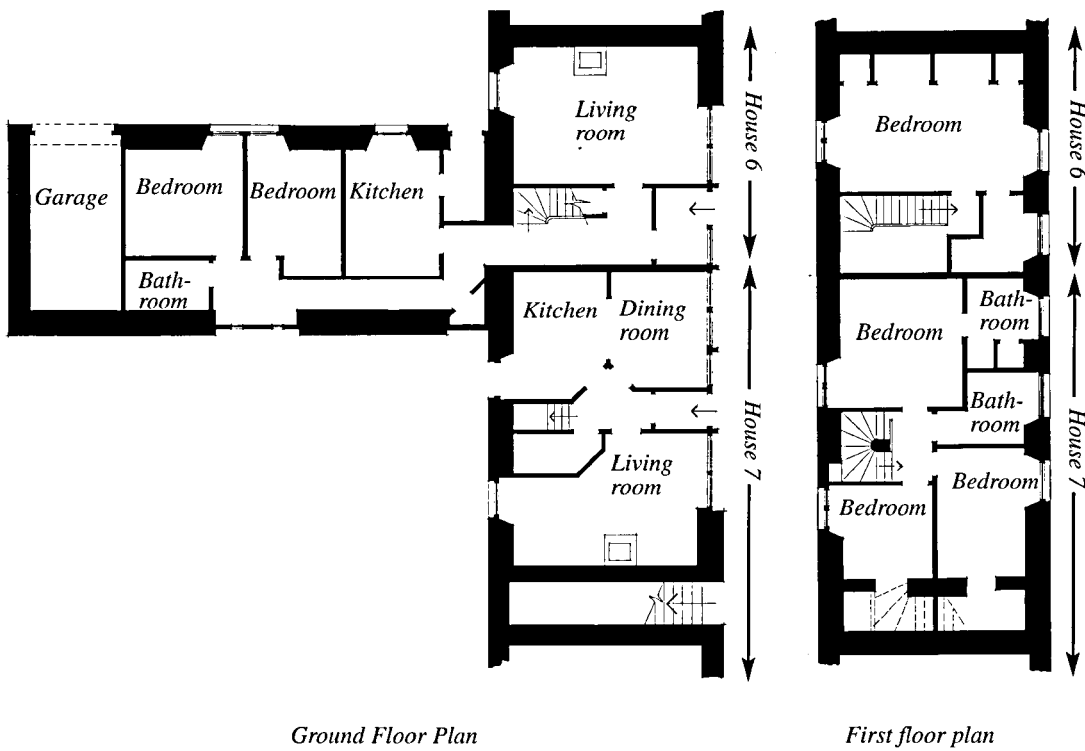 Living
room
House 6
Garage
Bedroom
Bedroom
Kitchen
Bath-
room
Kitchen
Dining
room
House 7
Living
room
Ground Floor Plan
Bedroom
House 6
Bedroom
Bath-
room
Bath-
room
House 7
Bedroom
Bedroom
First floor plan